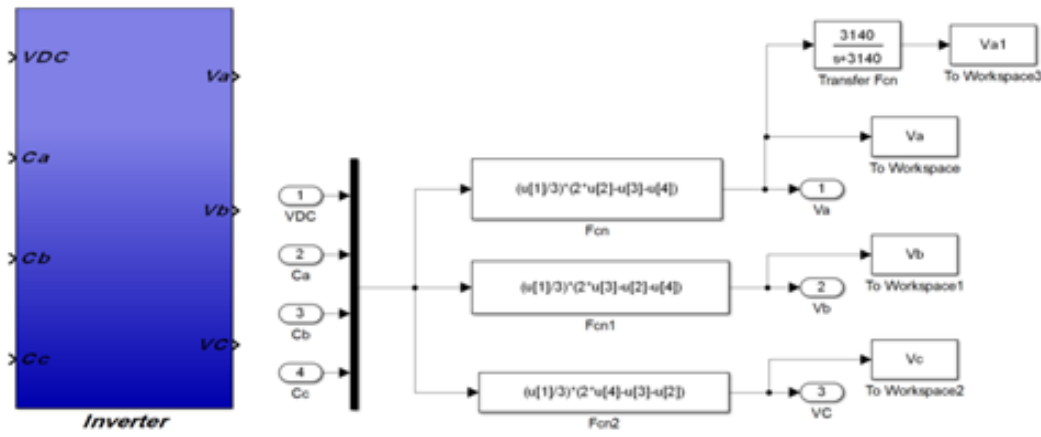 VDC
Va
Ca
Vb
Cb
VC
Cc
Inverter
1
VDC
2
Ca
3
Cb
4
Cc
(u[1]/3)*(2*u[2]-u[3]-u[4])
Fcn
(u[1]/3)*(2*u[3]-u[2]-u[4])
Fcn1
(u[1]/3)*(2*u[4]-u[3]-u[2])
Fcn2
3140
s+3140
Transfer Fcn
Va1
To Workspace3
Va
To Workspace
1
Va
Vb
To Workspace1
2
Vb
Vc
To Workspace2
3
VC